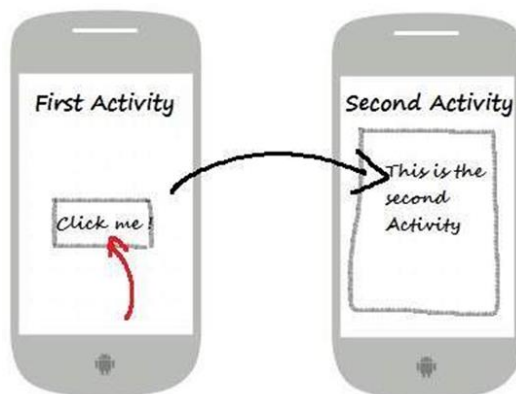 First Activity
Click me !
Second Activity
This is the
second
Activity